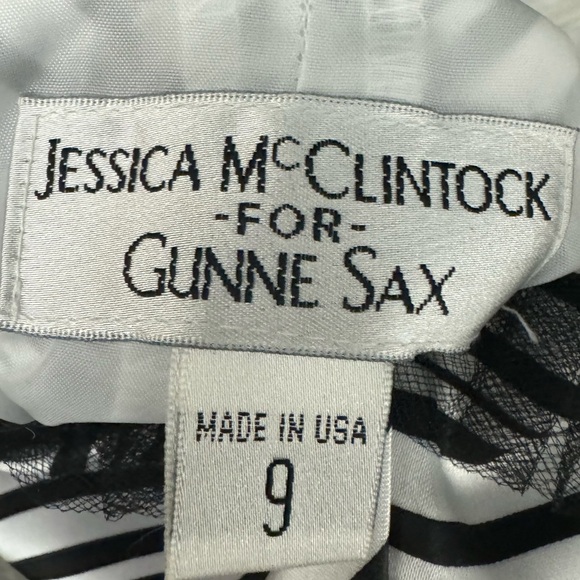 JESSICA McCLINTOCK
-FOR-
GUNNE SAX
MADE IN USA
9